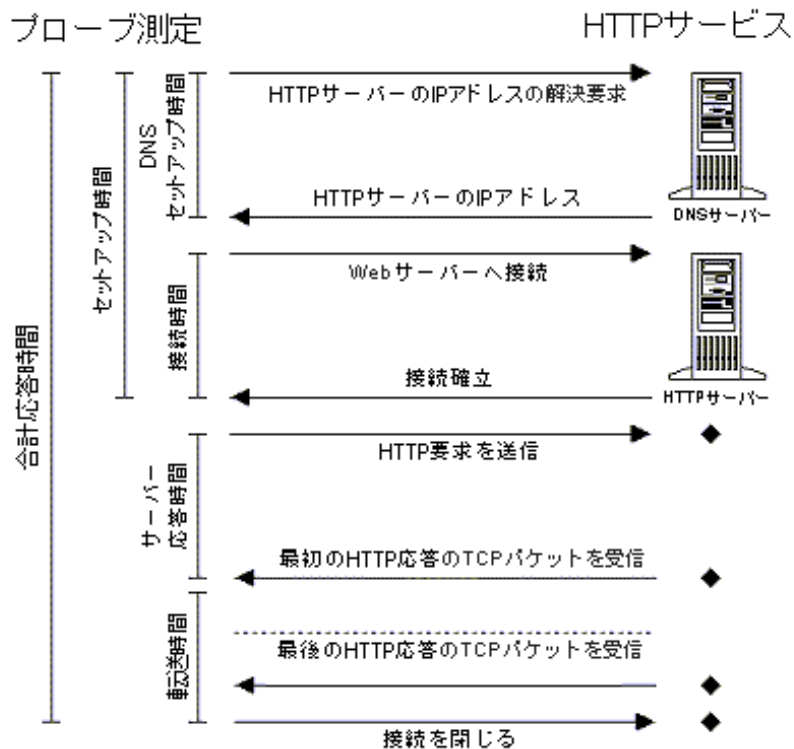 プローブ測定
HTTPサービス
HTTPサーバーのIPアドレスの解決要求
DNS
セットアップ時間
HTTPサーバーのIPアドレス
DNSサーバー
セットアップ時間
Webサーバーへ接続
接続時間
接続確立
HTTPサーバー
合計応答時間
HTTP要求を送信
サーバー
応答時間
最初のHTTP応答のTCPパケットを受信
転送時間
最後のHTTP応答のTCPパケットを受信
接続を閉じる